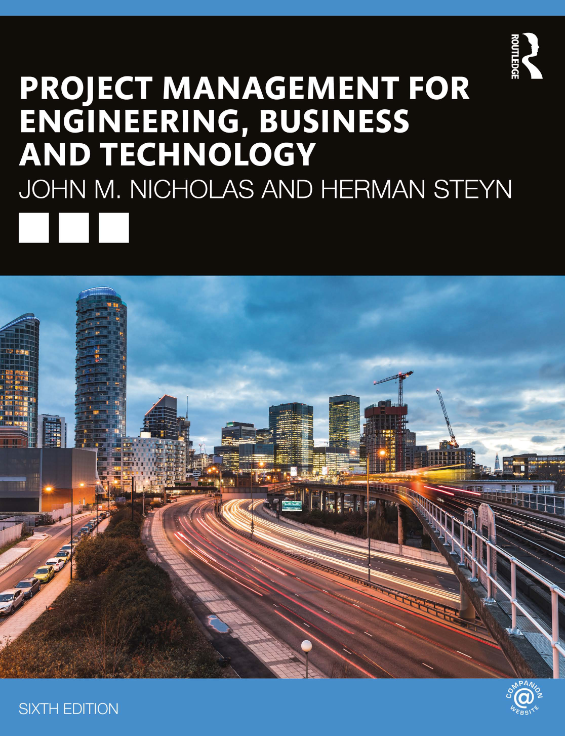 ROUTLEDGE
PROJECT MANAGEMENT FOR
ENGINEERING, BUSINESS
AND TECHNOLOGY
JOHN M. NICHOLAS AND HERMAN STEYN
SIXTH EDITION
COMPANION
@
WEBSITE